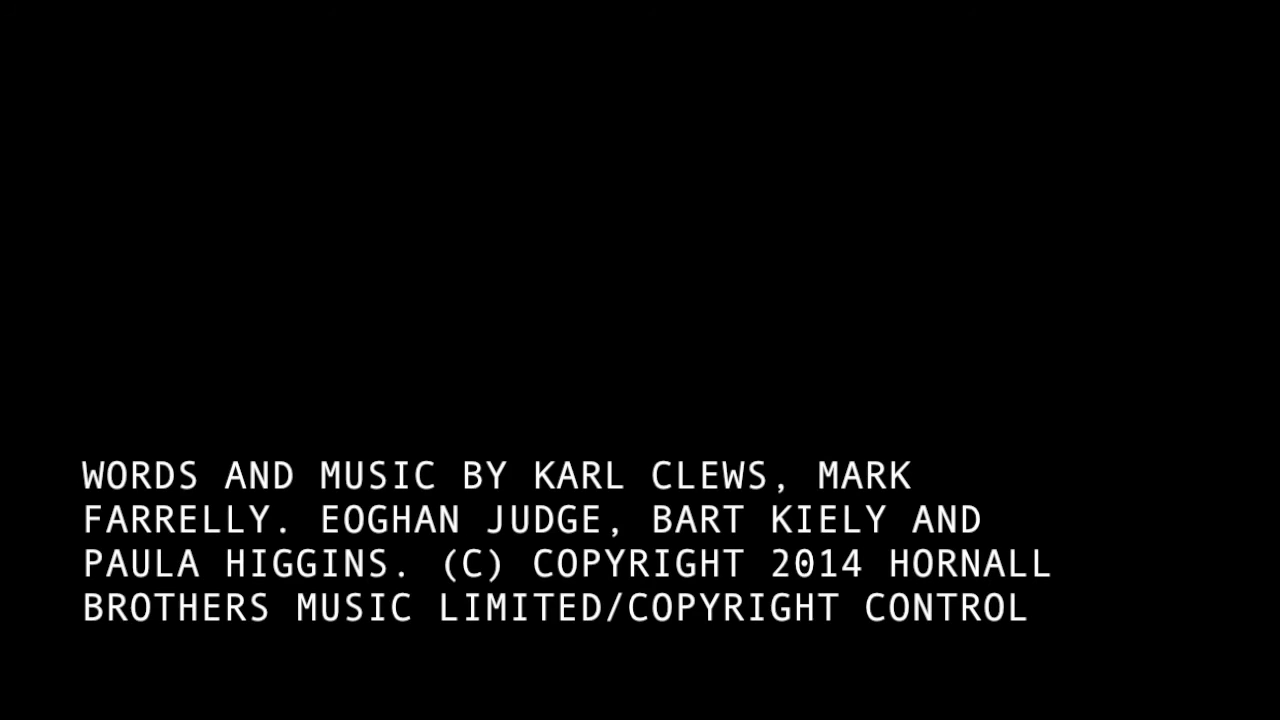 WORDS AND MUSIC BY KARL CLEWS, MARK
FARRELLY. EOGHAN JUDGE, BART KIELY AND
PAULA HIGGINS. (C) COPYRIGHT 2014 HORNALL
BROTHERS MUSIC LIMITED/COPYRIGHT CONTROL